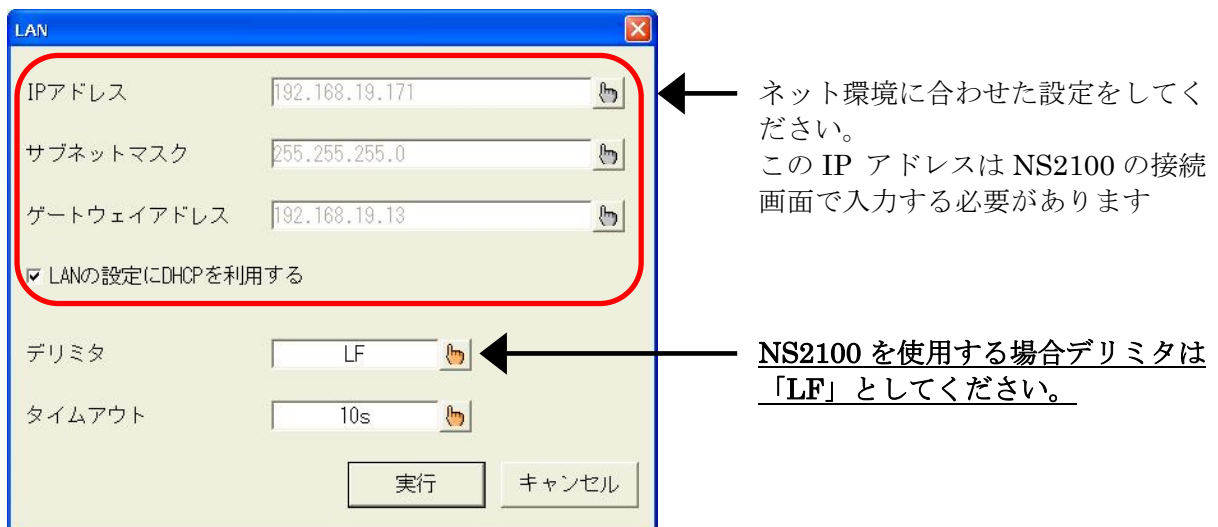 LAN
IPアドレス
192.168.19.171
サブネットマスク
255.255.255.0
ゲートウェイアドレス
192.168.19.13
LANの設定にDHCPを利用する
デリミタ
LF
タイムアウト
10s
実行
キャンセル
ネット環境に合わせた設定をしてく
ださい。
この IP アドレスは NS2100 の接続
画面で入力する必要があります
NS2100 を使用する場合デリミタは
「LF」としてください。